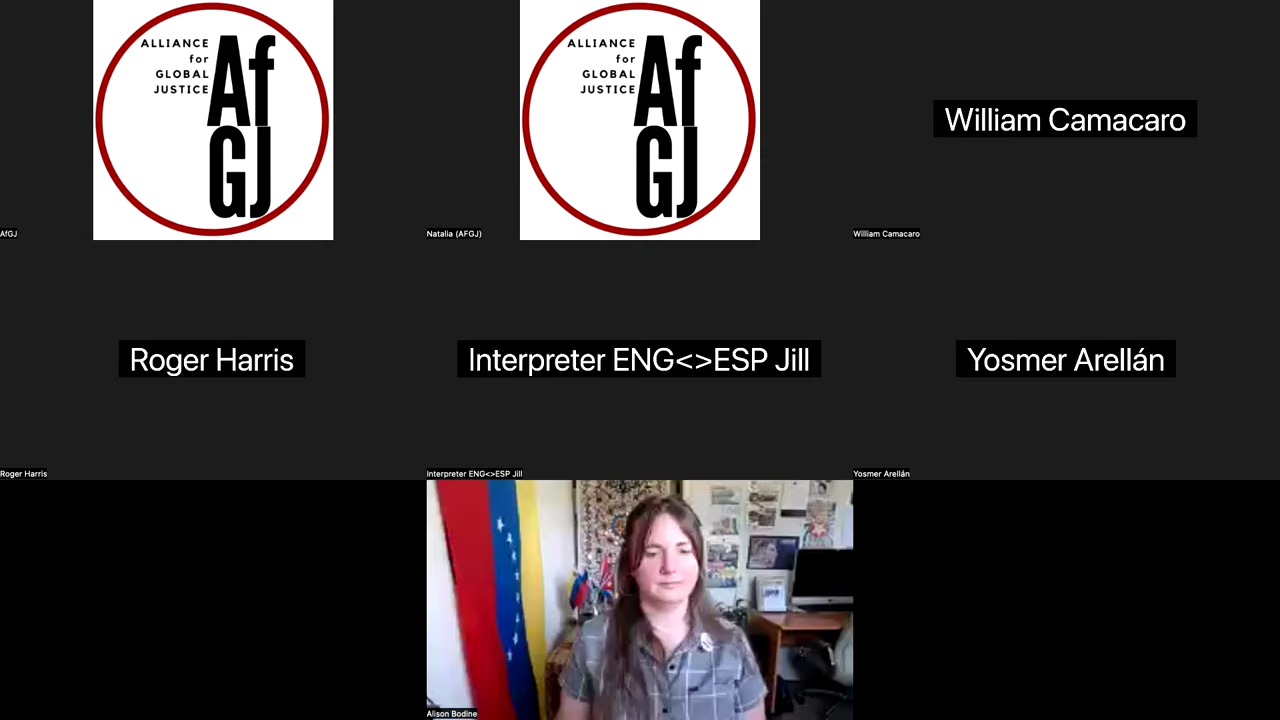 ALLIANCE
for
GLOBAL
JUSTICE
Af
GJ
AfGJ
ALLIANCE
for
GLOBAL
JUSTICE
Af
GJ
Natalia (AFGJ)
William Camacaro
William Camacaro
Roger Harris
Roger Harris
Interpreter ENG<>ESP Jill
Interpreter ENG<>ESP Jill
Yosmer Arellán
Yosmer Arellán
Alison Bodine